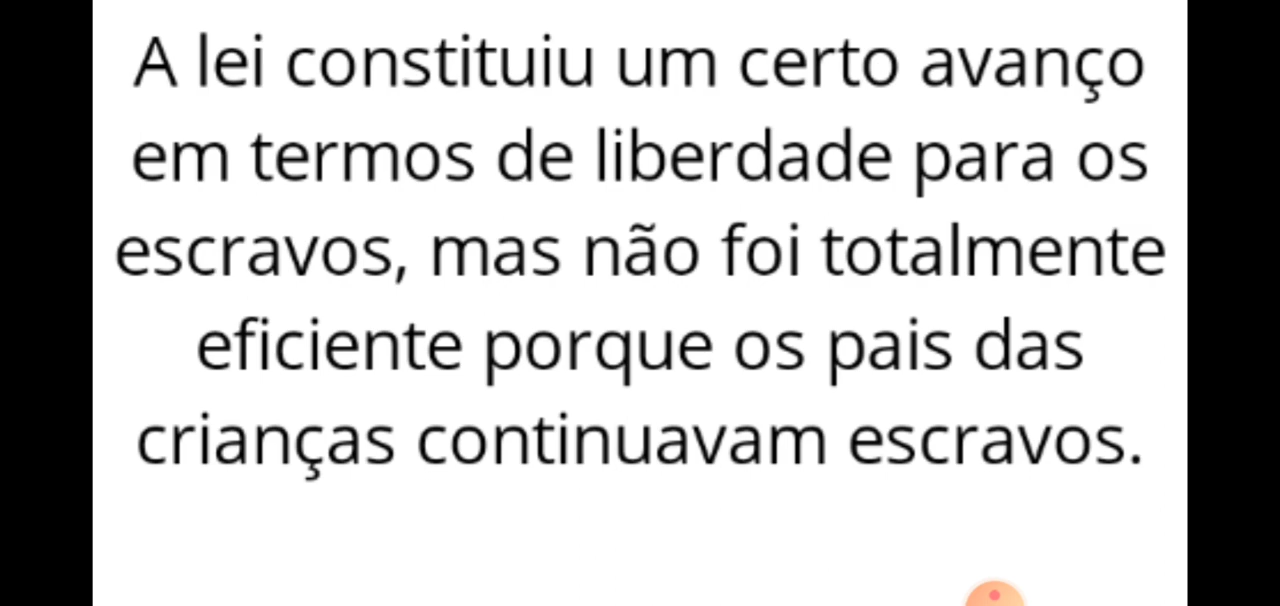 A lei constituiu um certo avanço
em termos de liberdade para os
escravos, mas não foi totalmente
eficiente porque os pais das
crianças continuavam escravos.